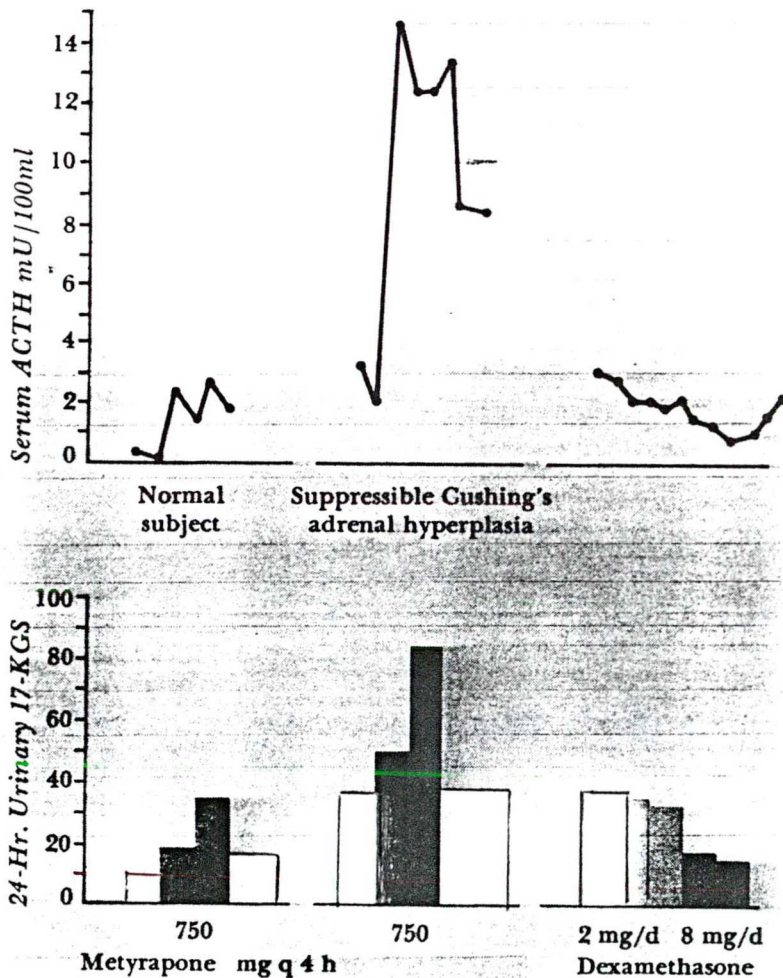 Serum ACTH mU/100ml
14
12
10
8
6
4
2
0
Normal
subject
Suppressible Cushing's
adrenal hyperplasia
24-Hr. Urinary 17-KGS
100
80
60
40
20
0
750
750
2 mg/d 8 mg/d
Metyrapone mg q 4 h
Dexamethasone